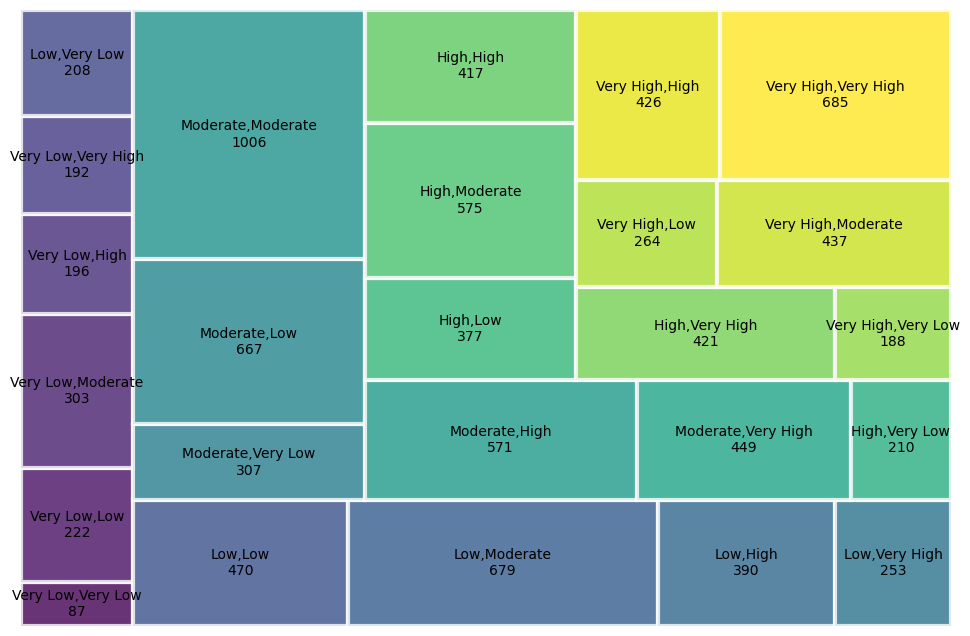 Low,Very Low
208
Very Low,Very High
192
Very Low,High
196
Very Low,Moderate
303
Very Low,Low
222
Very Low,Very Low
87
Moderate,Moderate
1006
Moderate,Low
667
Moderate,Very Low
307
Low,Low
470
Low,Moderate
679
Low,High
390
Low,Very High
253
High,High
417
High,Moderate
575
High,Low
377
Moderate,High
571
Moderate,Very High
449
High,Very Low
210
Very High,High
426
Very High,Very High
685
Very High,Low
264
Very High,Moderate
437
High,Very High
421
Very High,Very Low
188